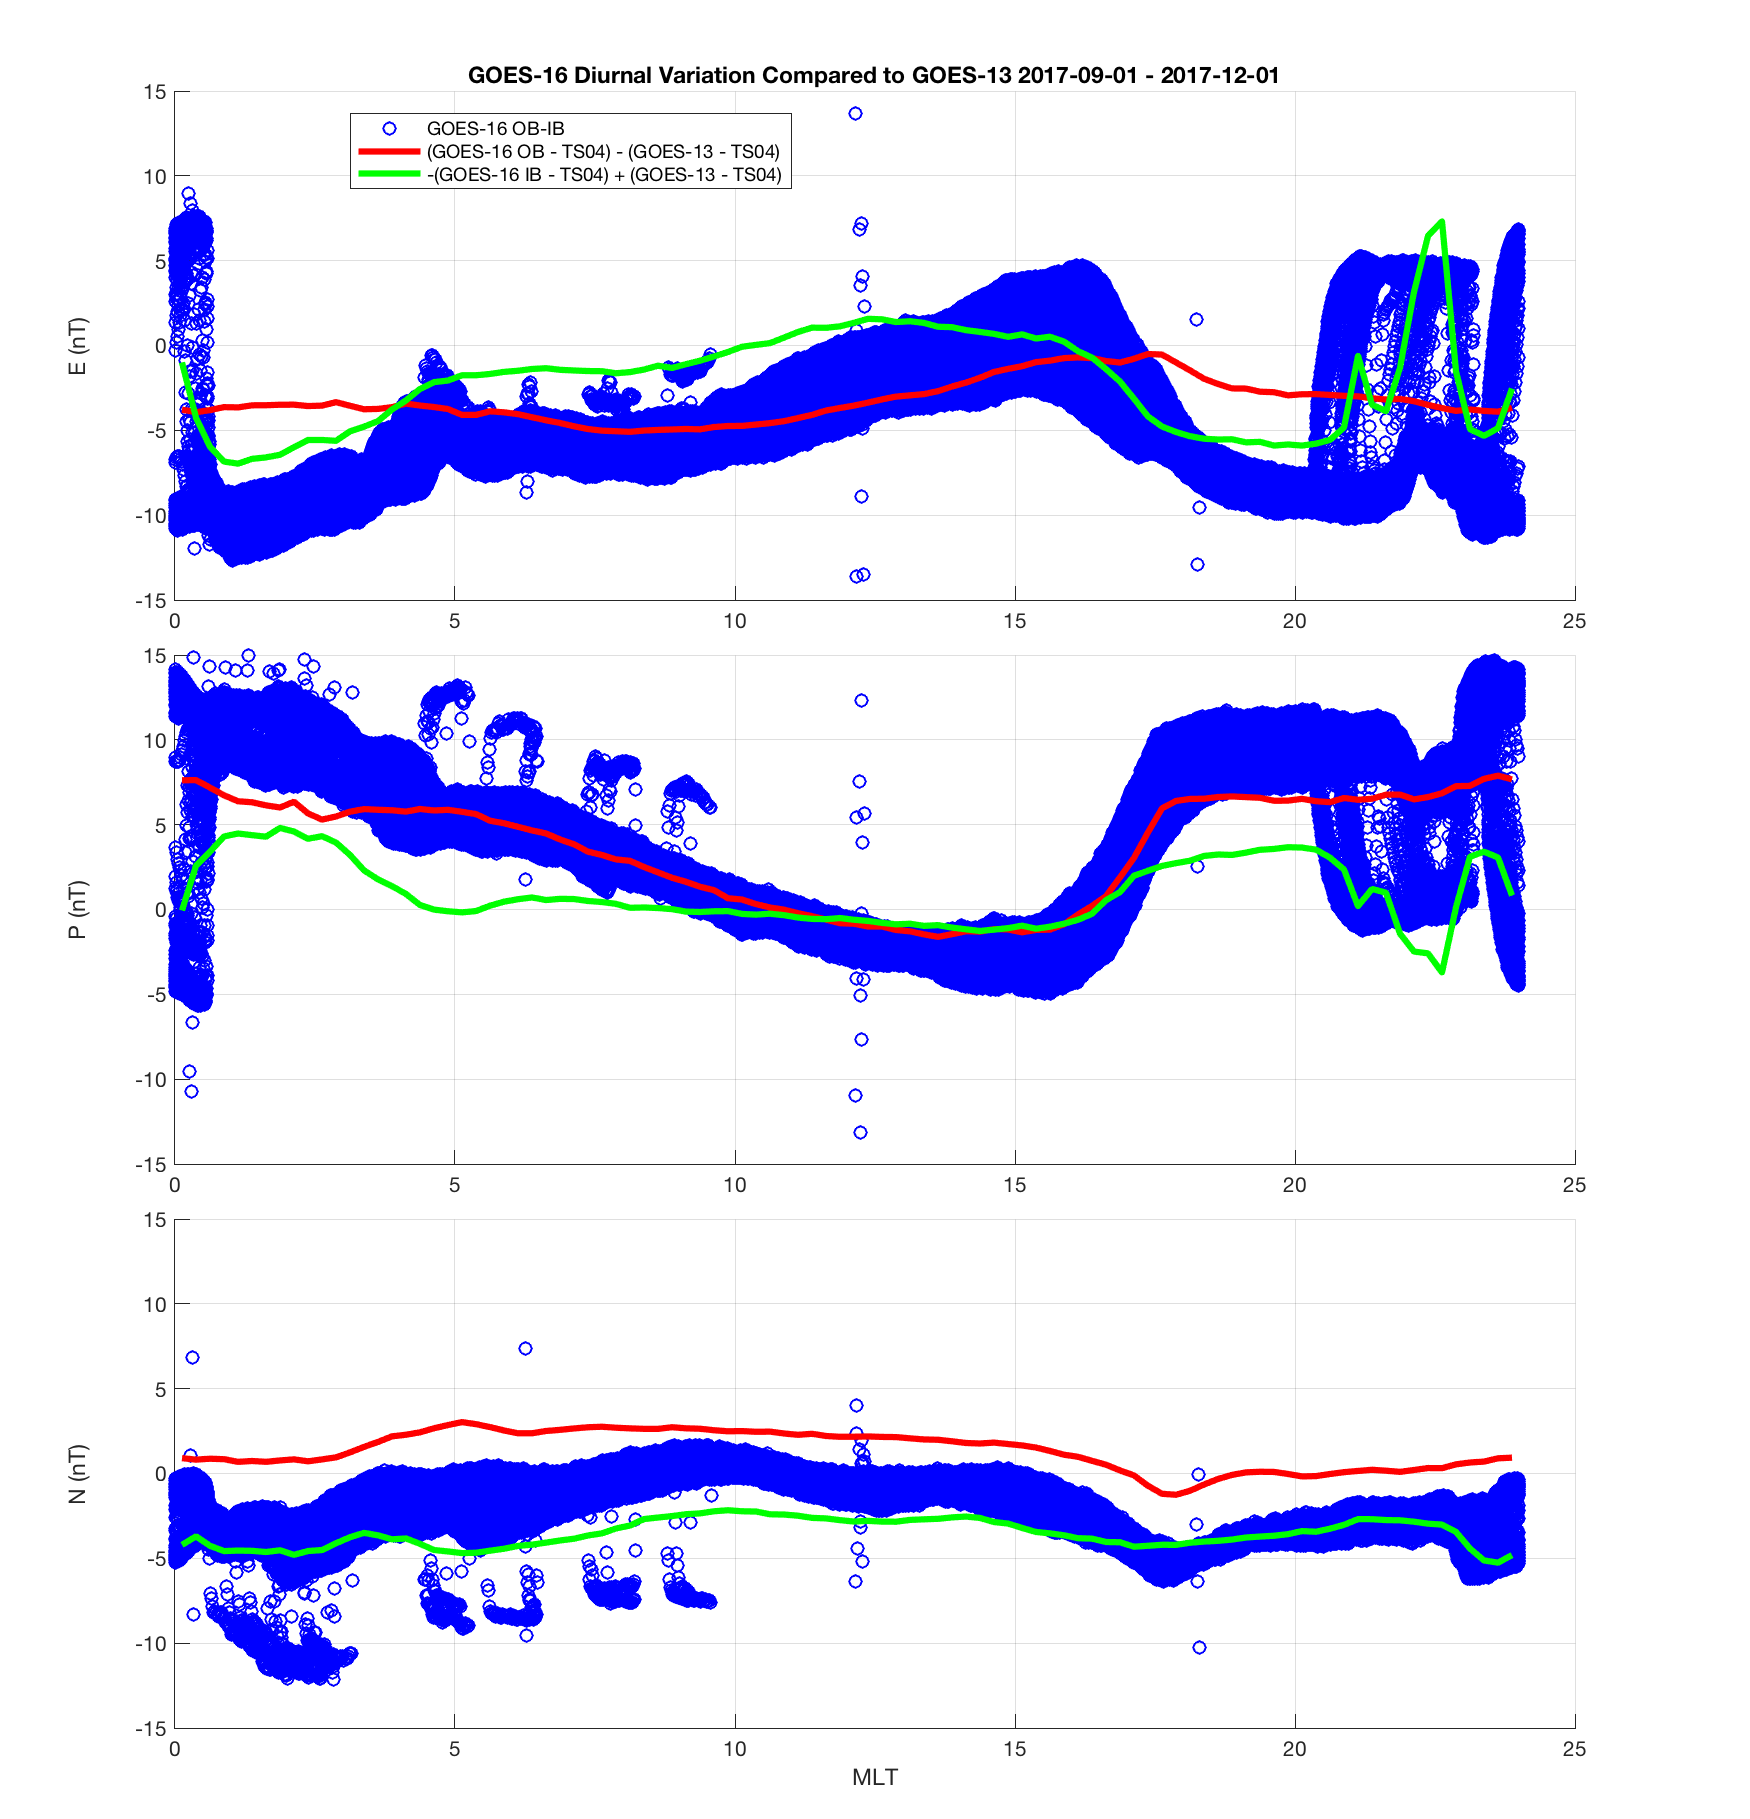 GOES-16 Diurnal Variation Compared to GOES-13 2017-09-01 - 2017-12-01
GOES-16 OB-IB
(GOES-16 OB - TS04) - (GOES-13 - TS04)
-(GOES-16 IB - TS04) + (GOES-13 - TS04)
E (nT)
15
10
5
0
-5
-10
-15
0 5 10 15 20 25
P (nT)
15
10
5
0
-5
-10
-15
0 5 10 15 20 25
N (nT)
15
10
5
0
-5
-10
-15
0 5 10 15 20 25
MLT